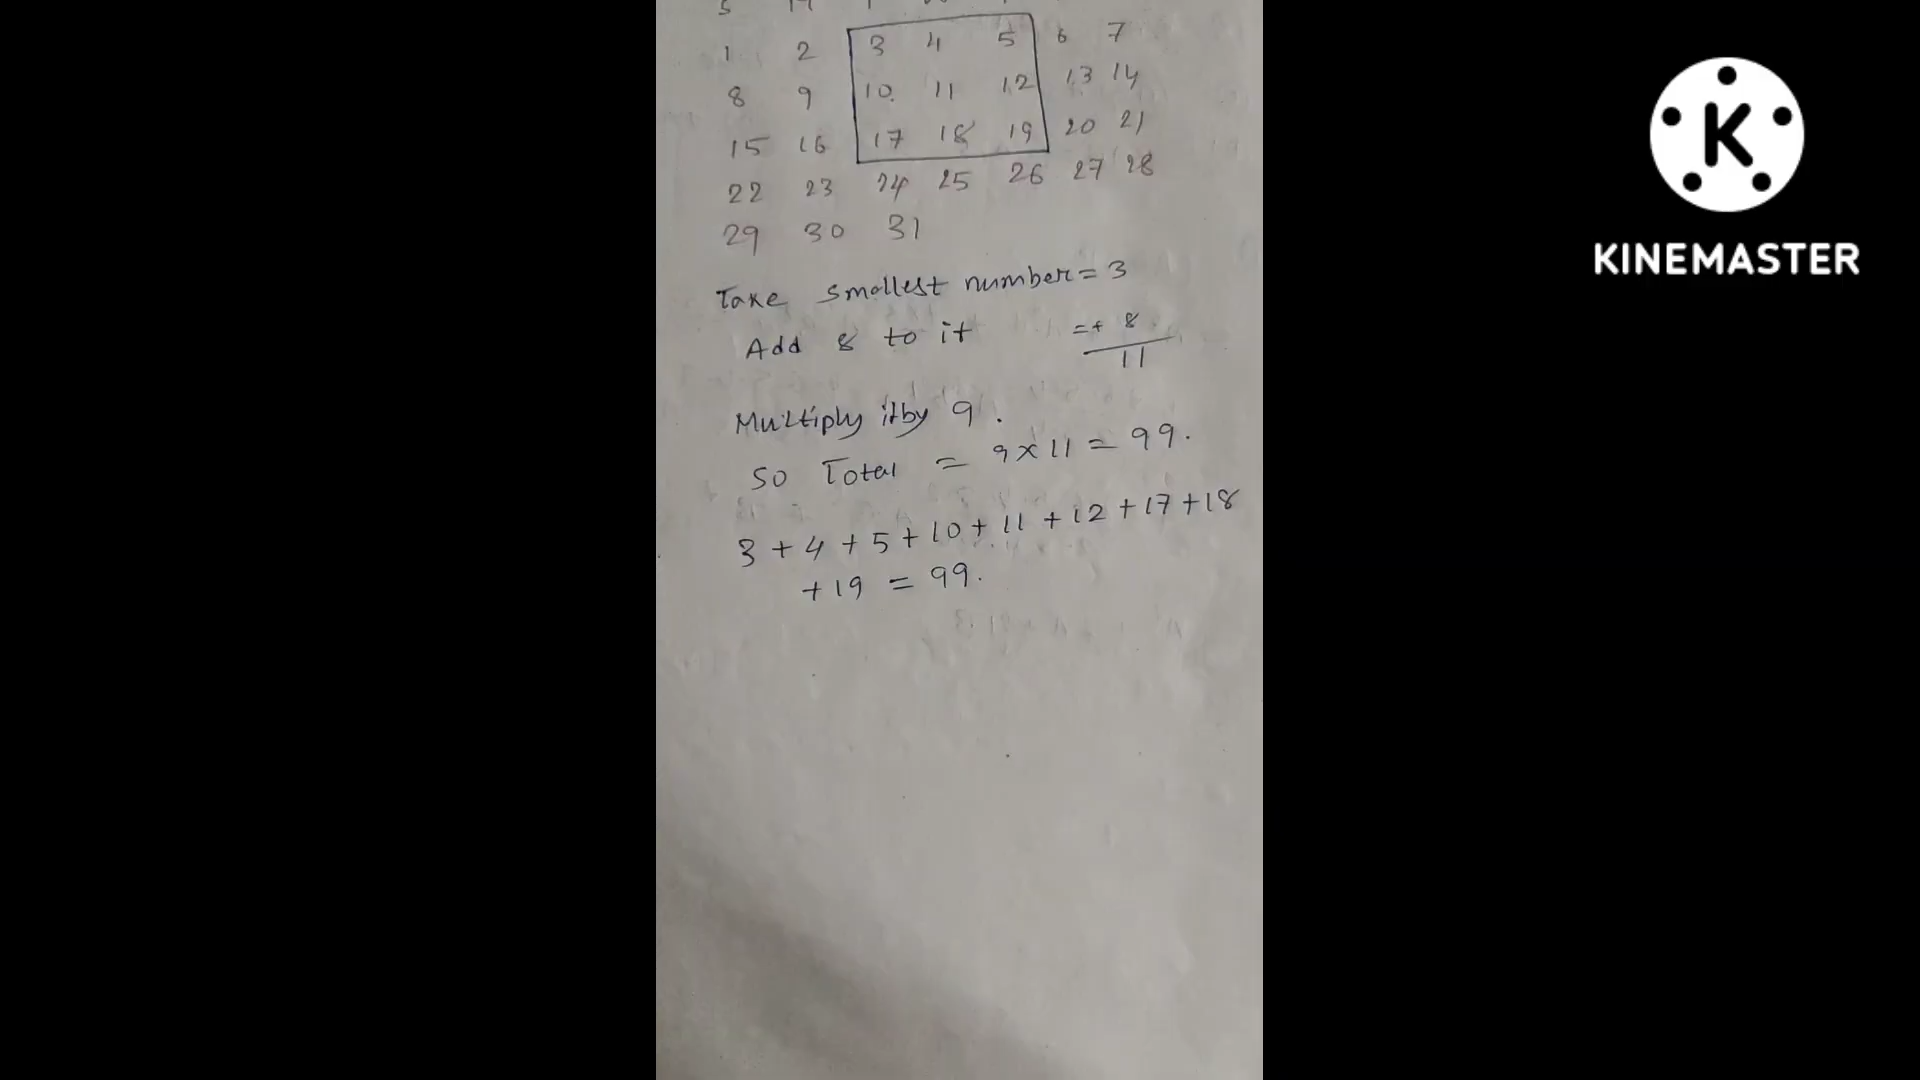 1 2 3 4 5 6 7
8 9 10 11 12 13 14
15 16 17 18 19 20 21
22 23 24 25 26 27 28
29 30 31
Take smallest number = 3
Add 8 to it = + 8
11
Multiply it by 9.
So Total = 9 x 11 = 99.
3 + 4 + 5 + 10 + 11 + 12 + 17 + 18
+ 19 = 99.
KINEMASTER